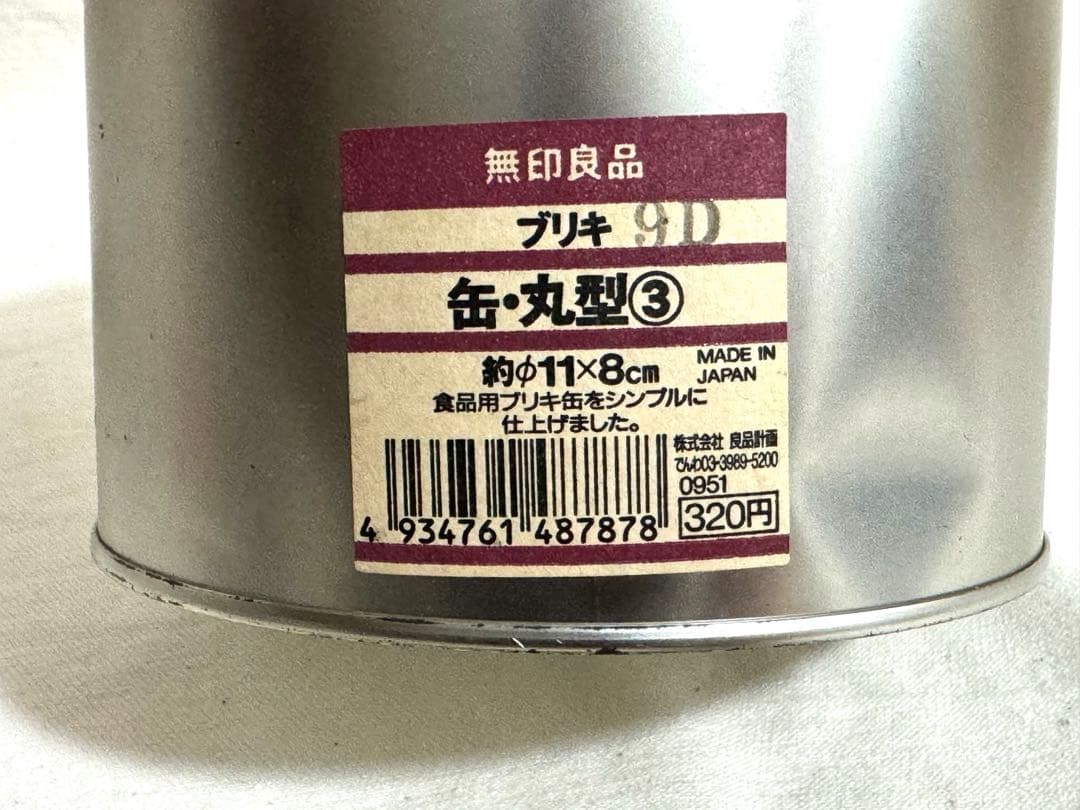 無印良品
ブリキ 9D
缶・丸型③
約φ11×8cm MADE IN JAPAN
食品用ブリキ缶をシンプルに
仕上げました。
株式会社 良品計画
でんわ03-3989-5200
0951
320円
4 934761 487878